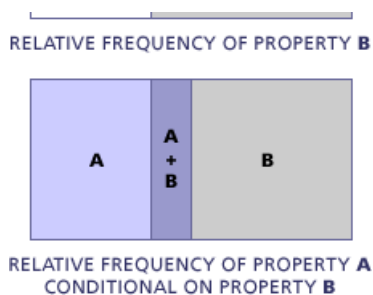 RELATIVE FREQUENCY OF PROPERTY B
A
A
+
B
B
RELATIVE FREQUENCY OF PROPERTY A
CONDITIONAL ON PROPERTY B